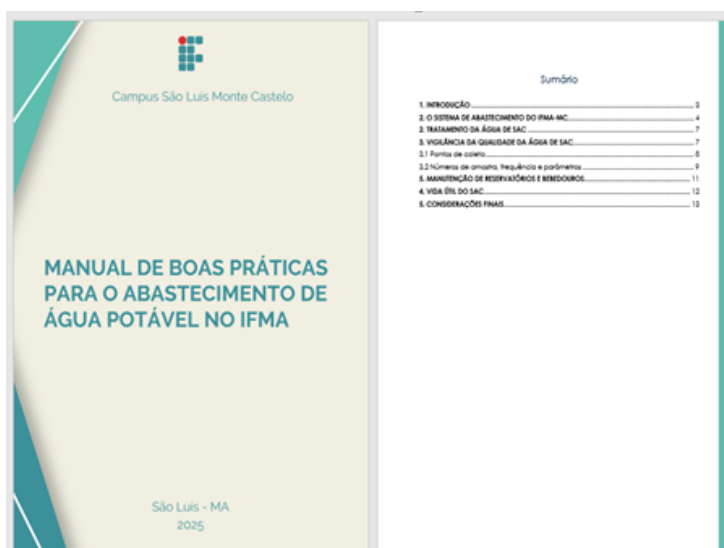 Campus São Luís Monte Castelo
MANUAL DE BOAS PRÁTICAS
PARA O ABASTECIMENTO DE
ÁGUA POTÁVEL NO IFMA
São Luís - MA
2025
Sumário
1. INTRODUÇÃO 3
2. O SISTEMA DE ABASTECIMENTO DO IFMA-MC 4
2. TRATAMENTO DA ÁGUA DE SAC 7
3. VIGILÂNCIA DA QUALIDADE DA ÁGUA DE SAC 7
3.1 Pontos de coleta 8
3.2 Números de amostra, frequência e parâmetros 9
5. MANUTENÇÃO DE RESERVATÓRIOS E BEBEDOUROS 11
4. VIDA ÚTIL DO SAC 12
5. CONSIDERAÇÕES FINAIS 13